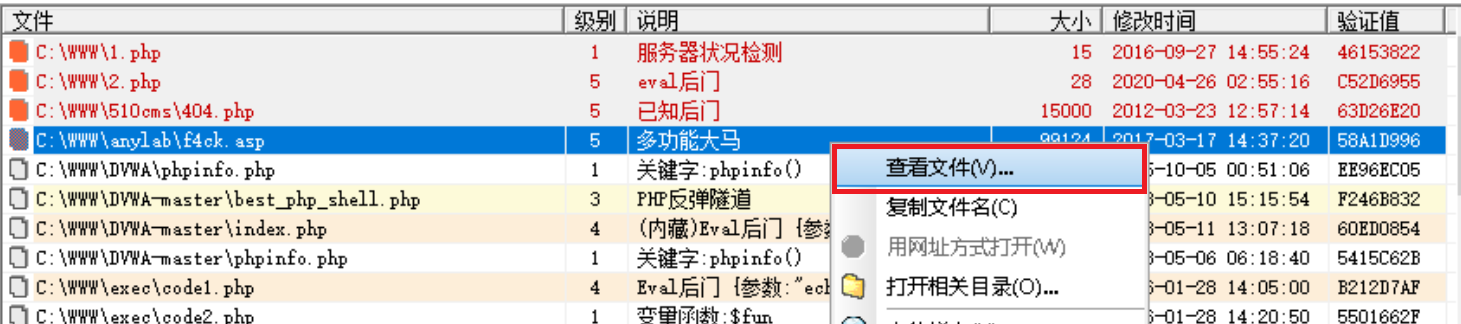 文件 级别 说明 大小 修改时间 验证值
C:\WWW\1.php 1 服务器状况检测 15 2016-09-27 14:55:24 46153822
C:\WWW\2.php 5 eval后门 28 2020-04-26 02:55:16 C52D6955
C:\WWW\510cms\404.php 5 已知后门 15000 2012-03-23 12:57:14 63D26E20
C:\WWW\anylab\f4ck.asp 5 多功能大马 99124 2017-03-17 14:37:20 58A1D996
查看文件(V)...
C:\WWW\DVWA\phpinfo.php 1 关键字:phpinfo() 5-10-05 00:51:06 EE96EC05
C:\WWW\DVWA-master\best_php_shell.php 3 PHP反弹隧道 复制文件名(C) 8-05-10 15:15:54 F246B832
C:\WWW\DVWA-master\index.php 4 (内藏)Eval后门 {参数 用网址方式打开(W) 8-05-11 13:07:18 60ED0854
C:\WWW\DVWA-master\phpinfo.php 1 关键字:phpinfo() 8-05-06 06:18:40 5415C62B
C:\WWW\exec\code1.php 4 Eval后门 {参数:"ech 打开相关目录(O)... 6-01-28 14:05:00 B212D7AF
C:\WWW\exec\code2.php 1 变量函数:$fun 6-01-28 14:20:50 5501662F